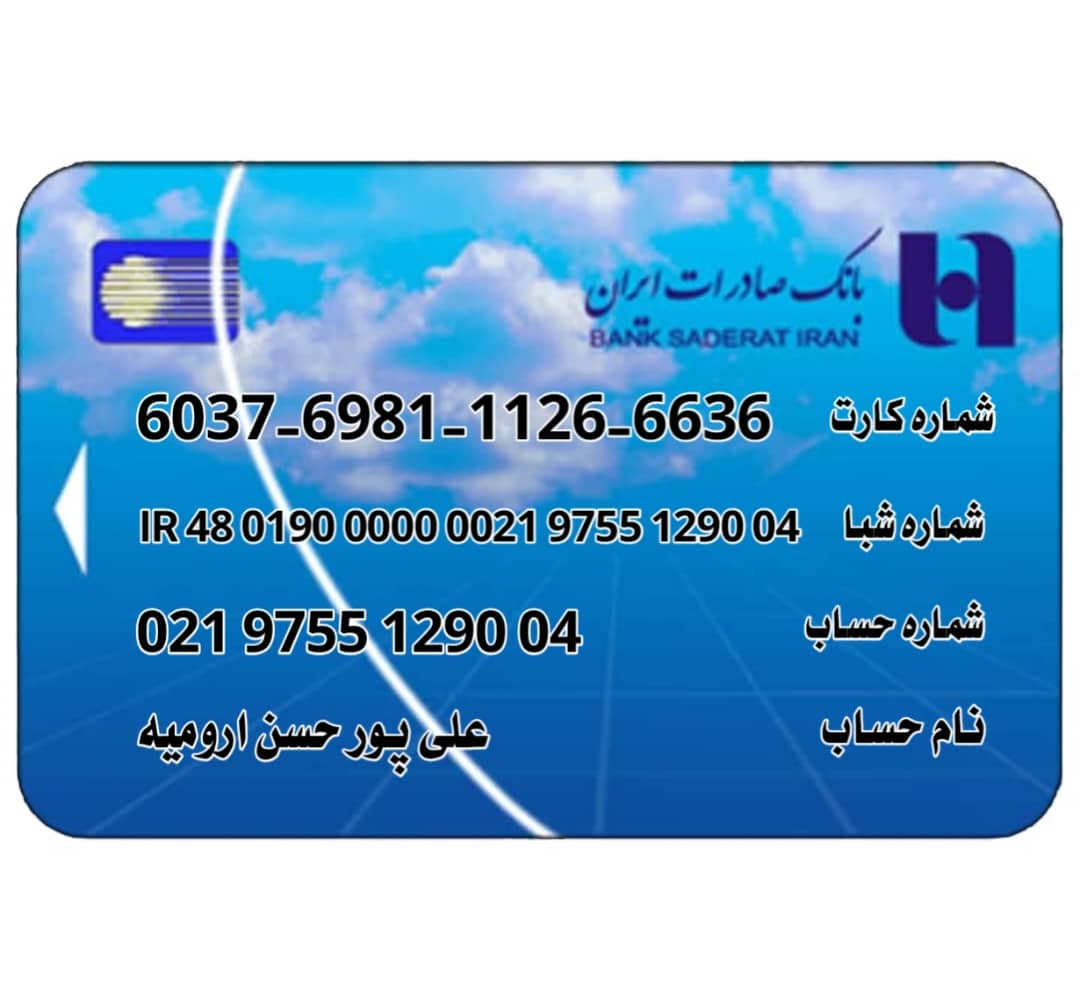 بانک صادرات ایران
BANK SADERAT IRAN
شماره کارت 6037-6981-1126-6636
شماره شبا IR 48 0190 0000 0021 9755 1290 04
شماره حساب 021 9755 1290 04
نام حساب علی پور حسن ارومیه